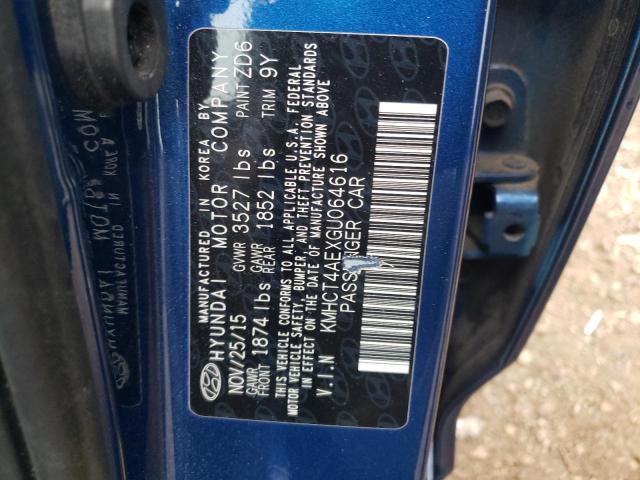 MANUFACTURED IN KOREA BY
HYUNDAI MOTOR COMPANY
NOV/25/15 GVWR 3527 lbs PAINT ZD6
GAWR FRONT 1874 lbs GAWR REAR 1852 lbs TRIM 9Y
THIS VEHICLE CONFORMS TO ALL APPLICABLE U.S.A. FEDERAL
MOTOR VEHICLE SAFETY, BUMPER, AND THEFT PREVENTION STANDARDS
IN EFFECT ON THE DATE OF MANUFACTURE SHOWN ABOVE
V.I.N KMHCT4AEXGU064616
PASSENGER CAR